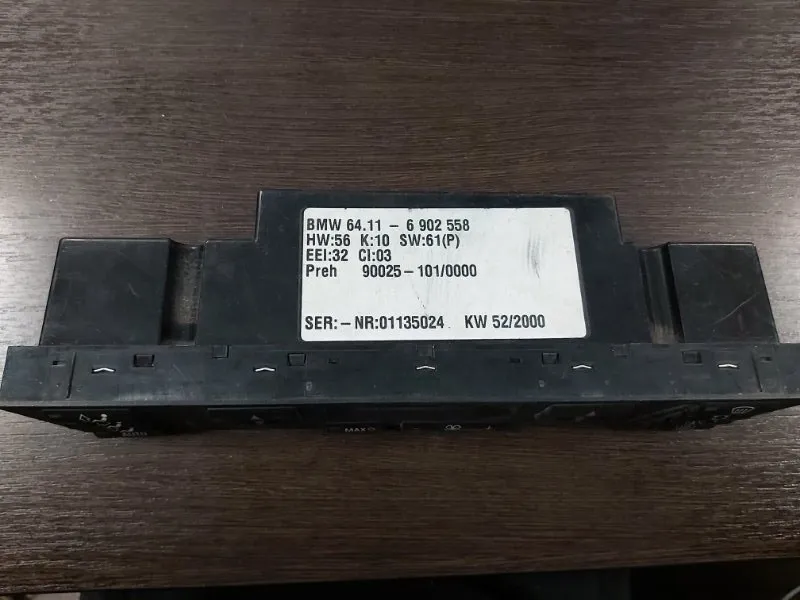 BMW 64.11 - 6 902 558
HW:56 K:10 SW:61(P)
EEI:32 CI:03
Preh 90025-101/0000
SER:-NR:01135024 KW 52/2000
MAX